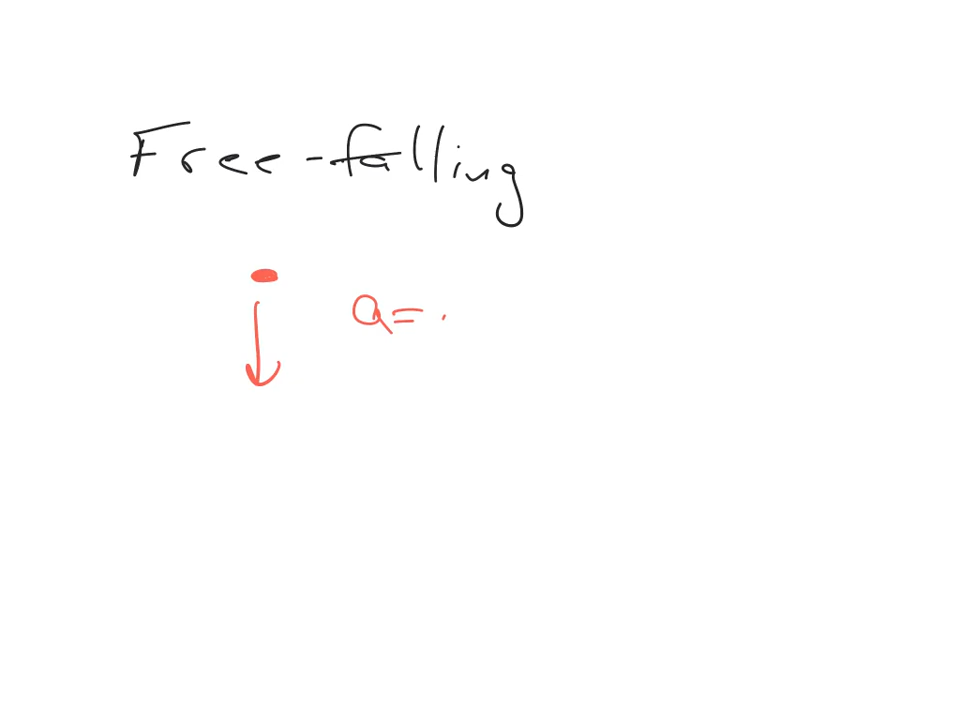 Free-falling
a = .